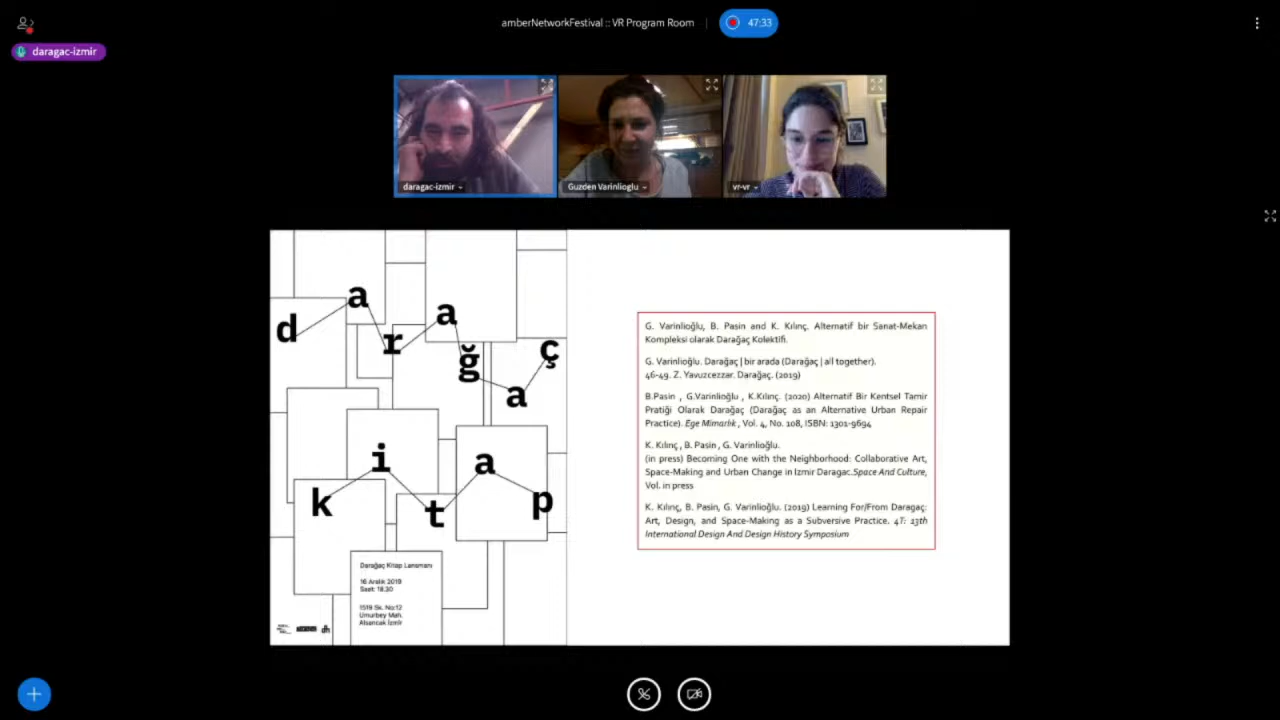 amberNetworkFestival :: VR Program Room
47:33
daragac-izmir
daragac-izmir
Guzden Varinlioglu
vr-vr
darağaç
kitap
Darağaç Kitap Lansmanı
16 Aralık 2019
Saat: 18.30
1519 Sk. No:12
Umurbey Mah.
Alsancak İzmir
G. Varinlioğlu, B. Pasin and K. Kılınç. Alternatif bir Sanat-Mekan
Kompleksi olarak Darağaç Kolektifi.
G. Varinlioğlu. Darağaç | bir arada (Darağaç | all together).
46-49. Z. Yavuzcezzar. Darağaç. (2019)
B.Pasin , G.Varinlioğlu , K.Kılınç. (2020) Alternatif Bir Kentsel Tamir
Pratiği Olarak Darağaç (Darağaç as an Alternative Urban Repair
Practice). Ege Mimarlık , Vol. 4, No. 108, ISBN: 1301-9694
K. Kılınç , B. Pasin , G. Varinlioğlu.
(in press) Becoming One with the Neighborhood: Collaborative Art,
Space-Making and Urban Change in Izmir Daragac.Space And Culture,
Vol. in press
K. Kılınç, B. Pasin, G. Varinlioğlu. (2019) Learning For/From Daragaç:
Art, Design, and Space-Making as a Subversive Practice. 4T: 13th
International Design And Design History Symposium